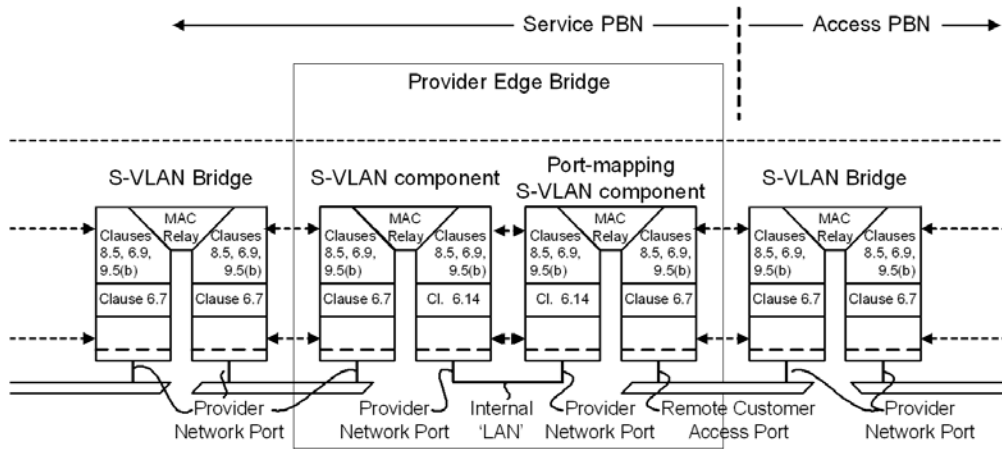 Service PBN
Access PBN
Provider Edge Bridge
S-VLAN Bridge
S-VLAN component
Port-mapping
S-VLAN component
S-VLAN Bridge
MAC
Relay
Clauses
8.5, 6.9,
9.5(b)
Clauses
8.5, 6.9,
9.5(b)
Clause 6.7
Clause 6.7
MAC
Relay
Clauses
8.5, 6.9,
9.5(b)
Clauses
8.5, 6.9,
9.5(b)
Clause 6.7
Cl. 6.14
MAC
Relay
Clauses
8.5, 6.9,
9.5(b)
Clauses
8.5, 6.9,
9.5(b)
Cl. 6.14
Clause 6.7
MAC
Relay
Clauses
8.5, 6.9,
9.5(b)
Clauses
8.5, 6.9,
9.5(b)
Clause 6.7
Clause 6.7
Provider
Network Port
Provider
Network Port
Internal
'LAN'
Provider
Network Port
Remote Customer
Access Port
Provider
Network Port